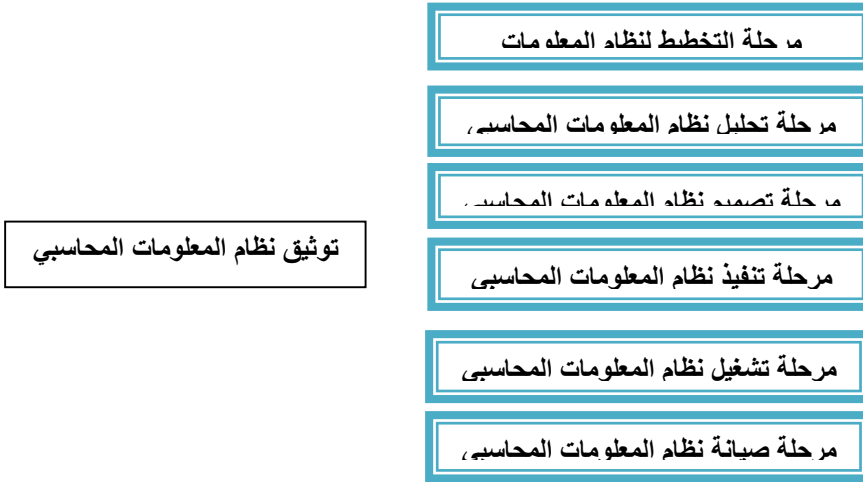 مرحلة التخطيط لنظام المعلومات
مرحلة تحليل نظام المعلومات المحاسبي
مرحلة تصميم نظام المعلومات المحاسبي
توثيق نظام المعلومات المحاسبي
مرحلة تنفيذ نظام المعلومات المحاسبي
مرحلة تشغيل نظام المعلومات المحاسبي
مرحلة صيانة نظام المعلومات المحاسبي